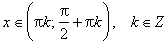 x ∈ (πk; π/2 + πk), k ∈ Z